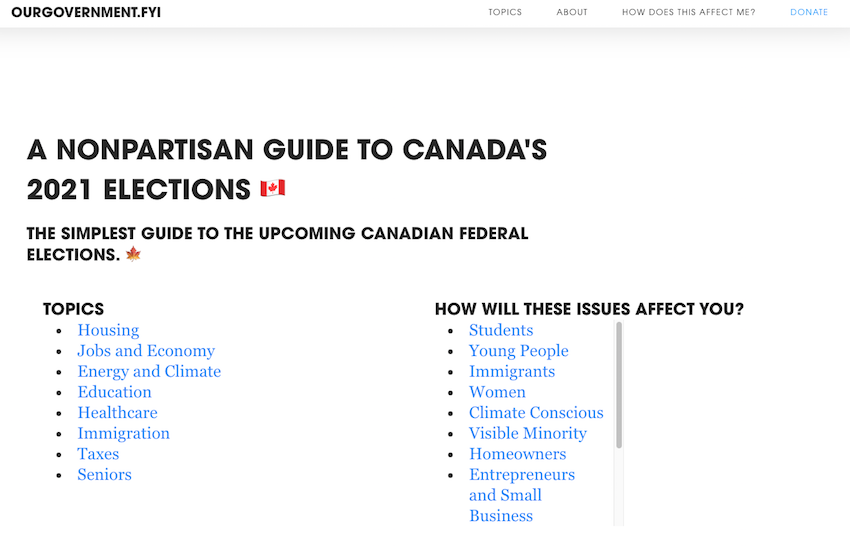 OURGOVERNMENT.FYI
TOPICS ABOUT HOW DOES THIS AFFECT ME? DONATE
A NONPARTISAN GUIDE TO CANADA'S
2021 ELECTIONS 🇨🇦
THE SIMPLEST GUIDE TO THE UPCOMING CANADIAN FEDERAL
ELECTIONS. 🍁
TOPICS
Housing
Jobs and Economy
Energy and Climate
Education
Healthcare
Immigration
Taxes
Seniors
HOW WILL THESE ISSUES AFFECT YOU?
Students
Young People
Immigrants
Women
Climate Conscious
Visible Minority
Homeowners
Entrepreneurs
and Small
Business